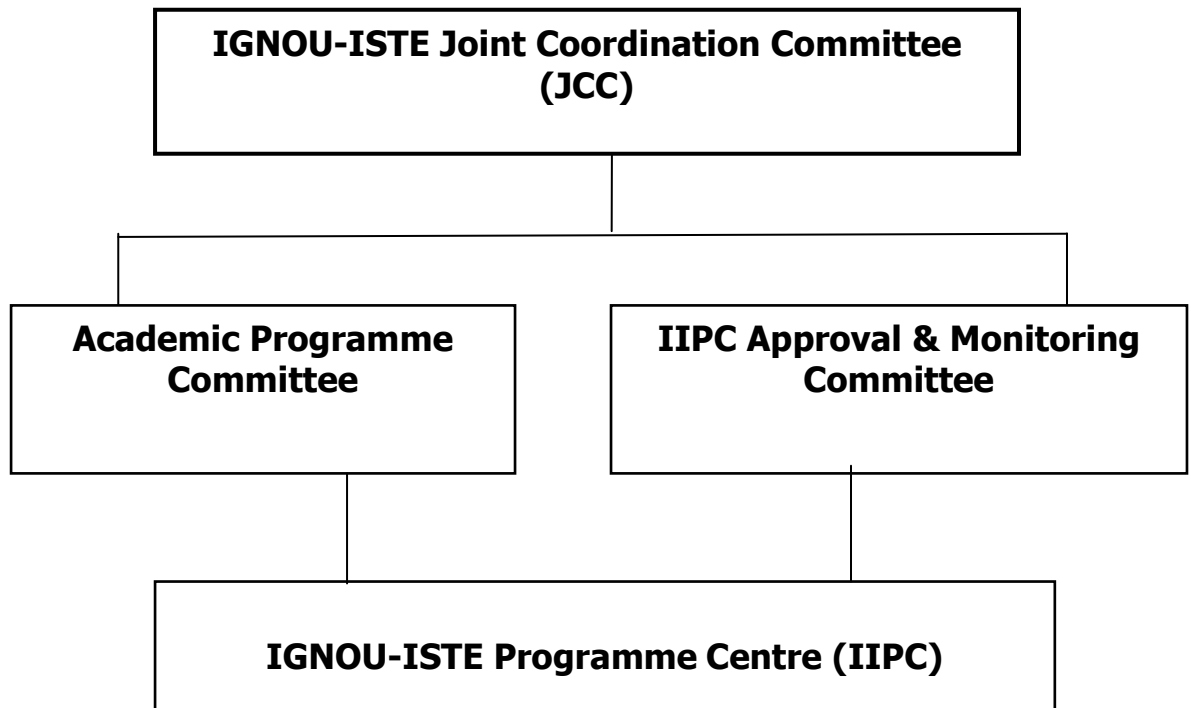 IGNOU-ISTE Joint Coordination Committee
(JCC)
Academic Programme
Committee
IIPC Approval & Monitoring
Committee
IGNOU-ISTE Programme Centre (IIPC)